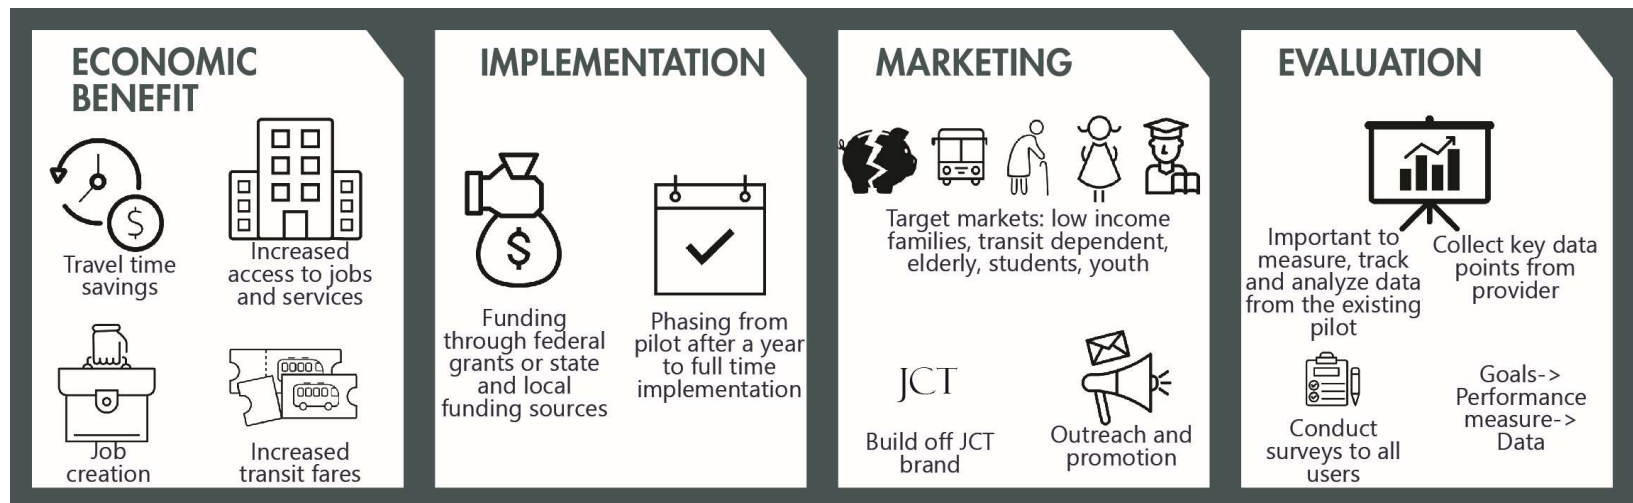 ECONOMIC
BENEFIT
$
Travel time
savings
Increased
access to jobs
and services
Job
creation
Increased
transit fares
IMPLEMENTATION
$
Funding
through federal
grants or state
and local
funding sources
Phasing from
pilot after a year
to full time
implementation
MARKETING
Target markets: low income
families, transit dependent,
elderly, students, youth
JCT
Build off JCT
brand
Outreach and
promotion
EVALUATION
Important to
measure, track
and analyze data
from the existing
pilot
Collect key data
points from
provider
Conduct
surveys to all
users
Goals->
Performance
measure->
Data